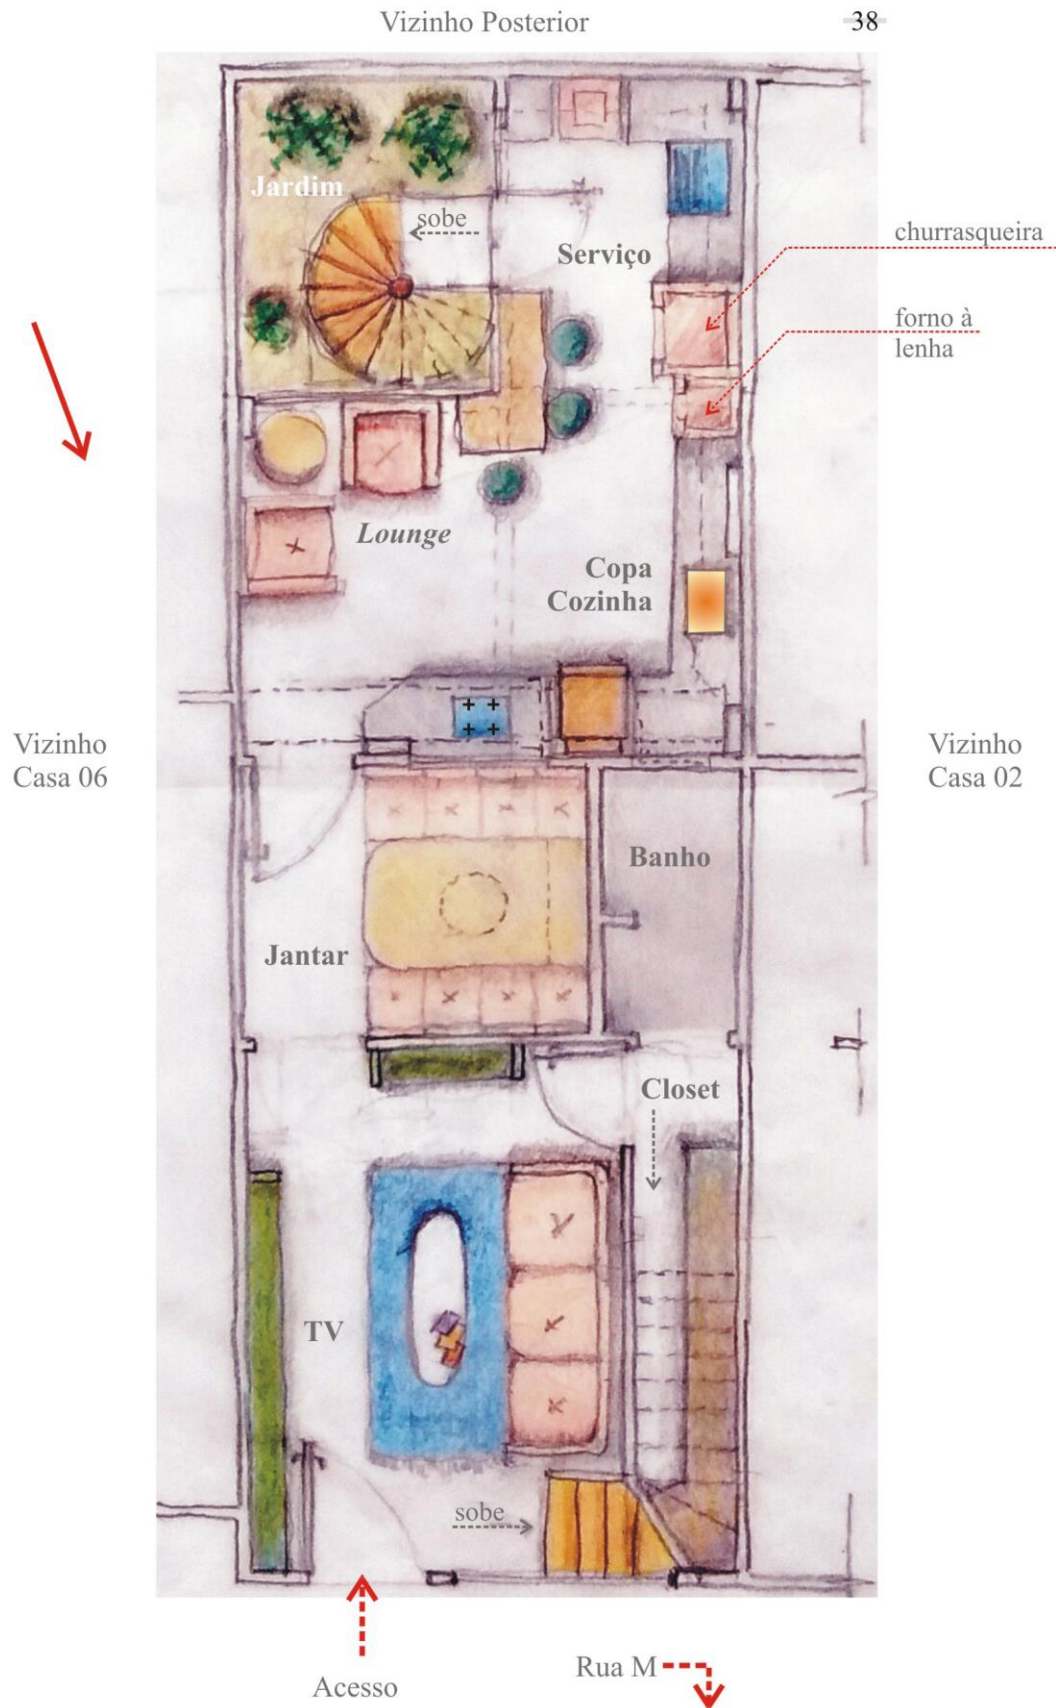 Vizinho Posterior
38
Jardim
sobe
Serviço
churrasqueira
forno à
lenha
Lounge
Copa
Cozinha
Vizinho
Casa 06
Vizinho
Casa 02
Banho
Jantar
Closet
TV
sobe
Acesso
Rua M